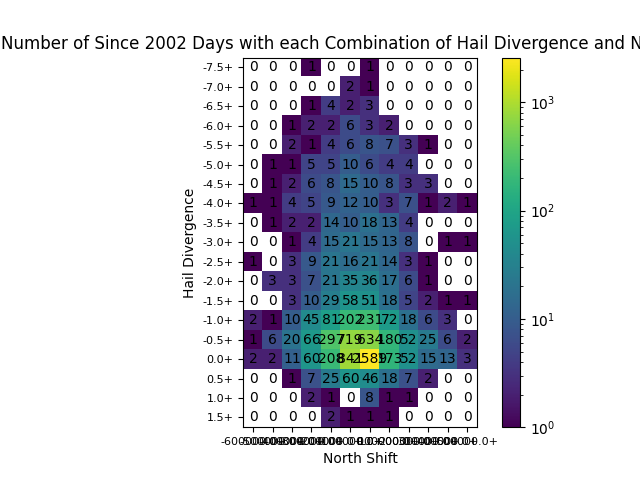 Number of Since 2002 Days with each Combination of Hail Divergence and N
-7.5+ 0 0 0 1 0 0 1 0 0 0 0 0
-7.0+ 0 0 0 0 0 2 1 0 0 0 0 0
-6.5+ 0 0 0 1 4 2 3 0 0 0 0 0
-6.0+ 0 0 1 2 2 6 3 2 0 0 0 0
-5.5+ 0 0 2 1 4 6 8 7 3 1 0 0
-5.0+ 0 1 1 5 5 10 6 4 4 0 0 0
-4.5+ 0 1 2 6 8 15 10 8 3 3 0 0
-4.0+ 1 1 4 5 9 12 10 3 7 1 2 1
-3.5+ 0 1 2 2 14 10 18 13 4 0 0 0
-3.0+ 0 0 1 4 15 21 15 13 8 0 1 1
-2.5+ 1 0 3 9 21 16 21 14 3 1 0 0
-2.0+ 0 3 3 7 21 35 36 17 6 1 0 0
-1.5+ 0 0 3 10 29 58 51 18 5 2 1 1
-1.0+ 2 1 10 45 81 202 231 72 18 6 3 0
-0.5+ 1 6 20 66 297 719 634 180 52 25 6 2
0.0+ 2 2 11 60 208 842 173 52 15 13 3
0.5+ 0 0 1 7 25 60 46 18 7 2 0 0
1.0+ 0 0 0 2 1 0 8 1 1 0 0 0
1.5+ 0 0 0 0 2 1 1 1 0 0 0 0
Hail Divergence
North Shift
10^3
10^2
10^1
10^0